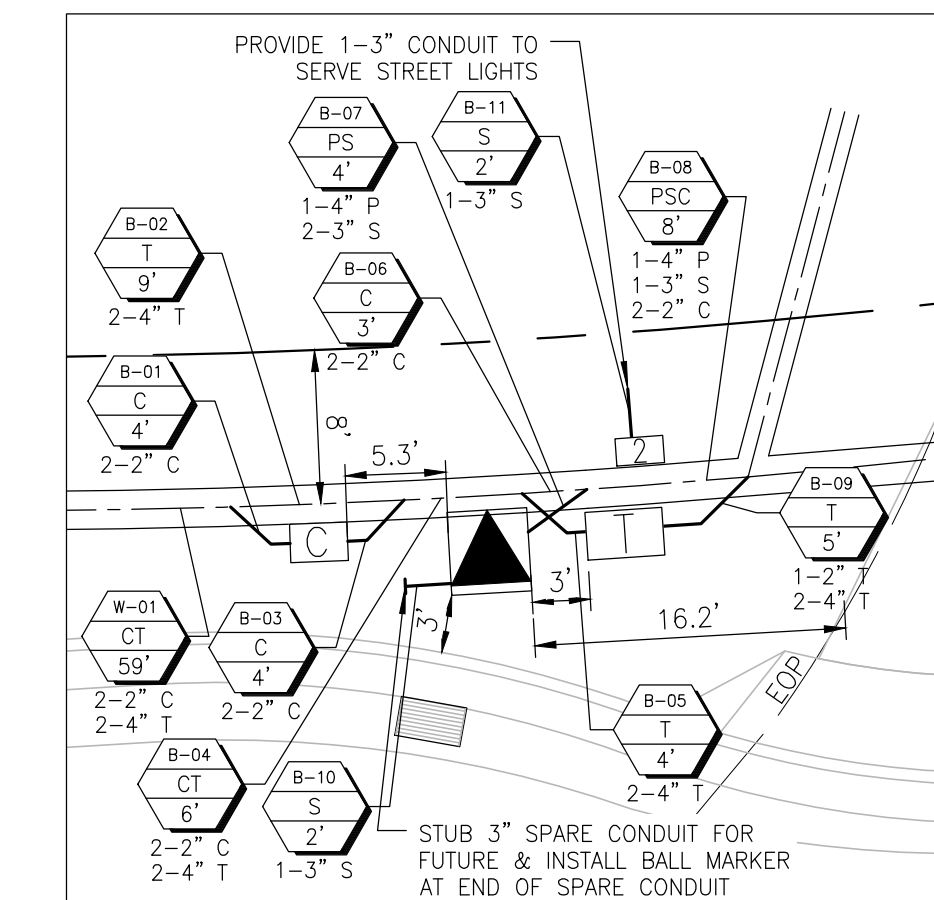 PROVIDE 1-3" CONDUIT TO
SERVE STREET LIGHTS
B-07
PS
4'
1-4" P
2-3" S
B-11
S
2'
1-3" S
B-08
PSC
8'
1-4" P
1-3" S
2-2" C
B-02
T
9'
2-4" T
B-06
C
3'
2-2" C
B-01
C
4'
2-2" C
8'
5.3'
2
C
T
B-09
T
5'
1-2" T
2-4" T
3'
3'
16.2'
EOP
W-01
CT
59'
2-2" C
2-4" T
B-03
C
4'
2-2" C
B-05
T
4'
2-4" T
B-04
CT
6'
2-2" C
2-4" T
B-10
S
2'
1-3" S
STUB 3" SPARE CONDUIT FOR
FUTURE & INSTALL BALL MARKER
AT END OF SPARE CONDUIT